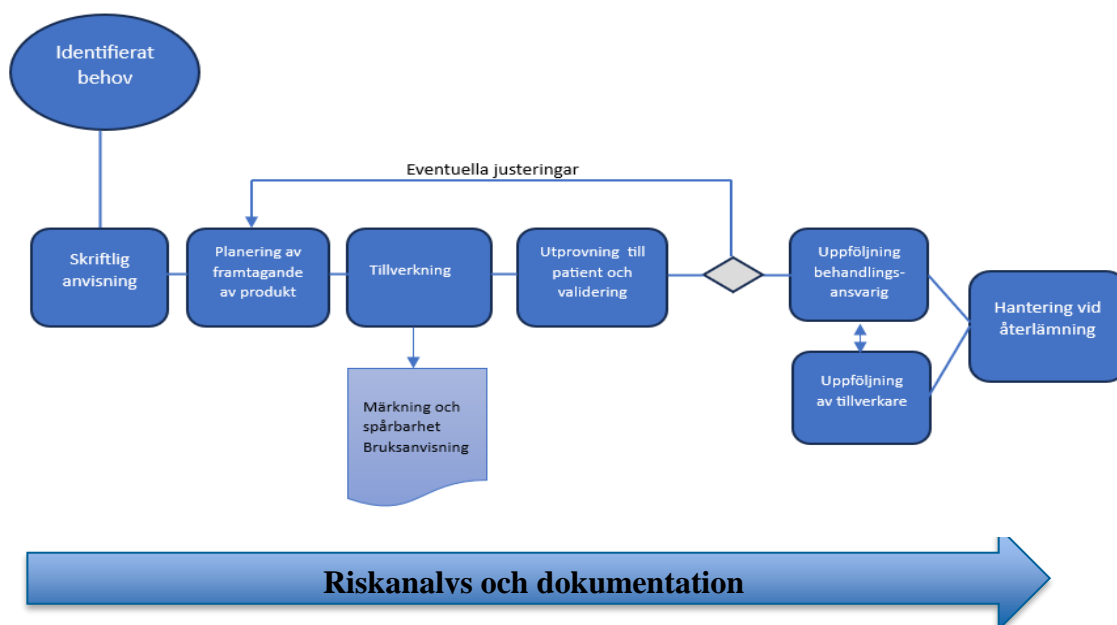 Identifierat
behov
Eventuella justeringar
Skriftlig
anvisning
Planering av
framtagande
av produkt
Tillverkning
Utprovning till
patient och
validering
Uppföljning
behandlings-
ansvarig
Hantering vid
återlämning
Uppföljning
av tillverkare
Märkning och
spårbarhet
Bruksanvisning
Riskanalys och dokumentation